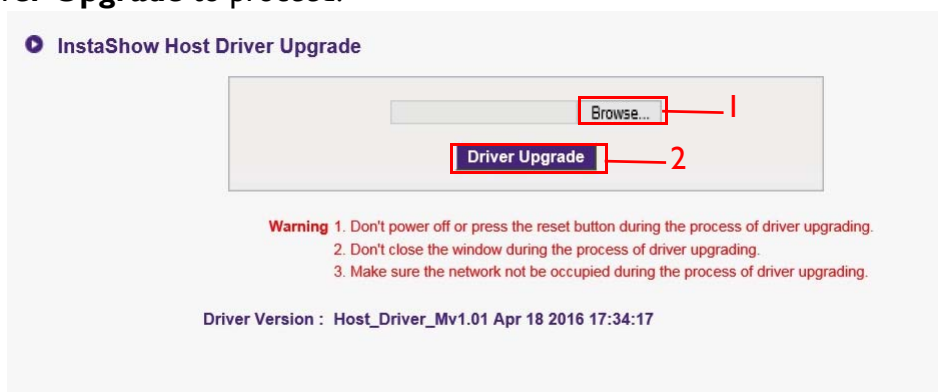 er Upgrade to process.
InstaShow Host Driver Upgrade
Browse... 1
Driver Upgrade 2
Warning 1. Don't power off or press the reset button during the process of driver upgrading.
2. Don't close the window during the process of driver upgrading.
3. Make sure the network not be occupied during the process of driver upgrading.
Driver Version : Host_Driver_Mv1.01 Apr 18 2016 17:34:17